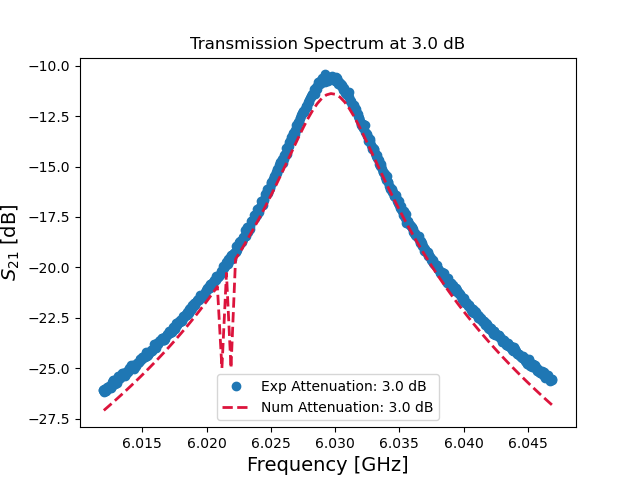 Transmission Spectrum at 3.0 dB
S₂₁ [dB]
−10.0
−12.5
−15.0
−17.5
−20.0
−22.5
−25.0
−27.5
Exp Attenuation: 3.0 dB
Num Attenuation: 3.0 dB
6.015 6.020 6.025 6.030 6.035 6.040 6.045
Frequency [GHz]